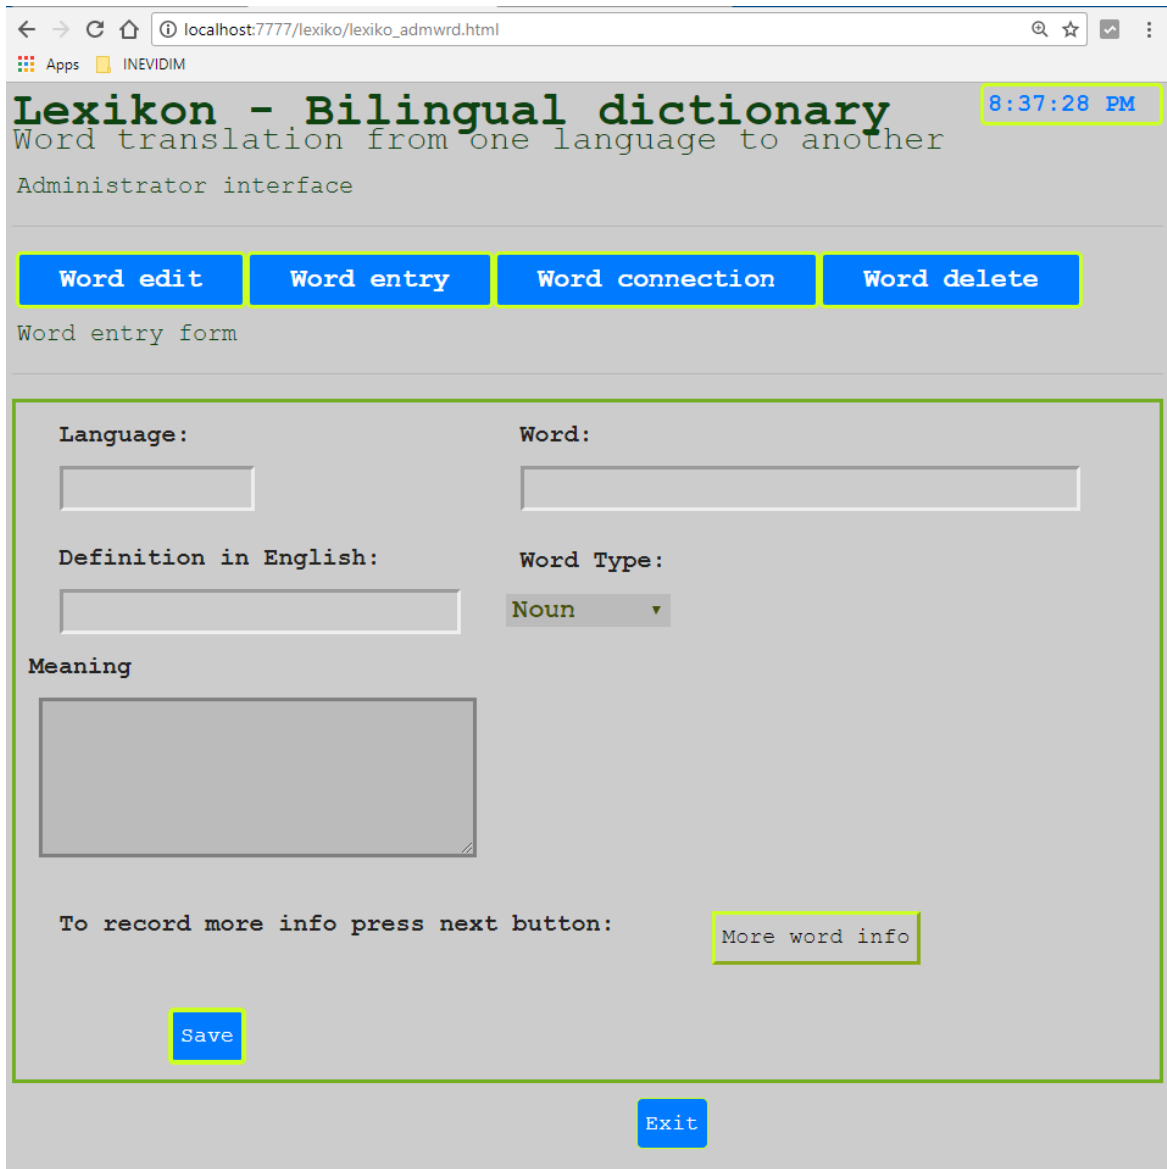 localhost:7777/lexiko/lexiko_admwrd.html
Apps INEVIDIM
Lexikon - Bilingual dictionary 8:37:28 PM
Word translation from one language to another
Administrator interface
Word edit Word entry Word connection Word delete
Word entry form
Language: Word:
Definition in English: Word Type:
Noun
Meaning
To record more info press next button: More word info
Save
Exit